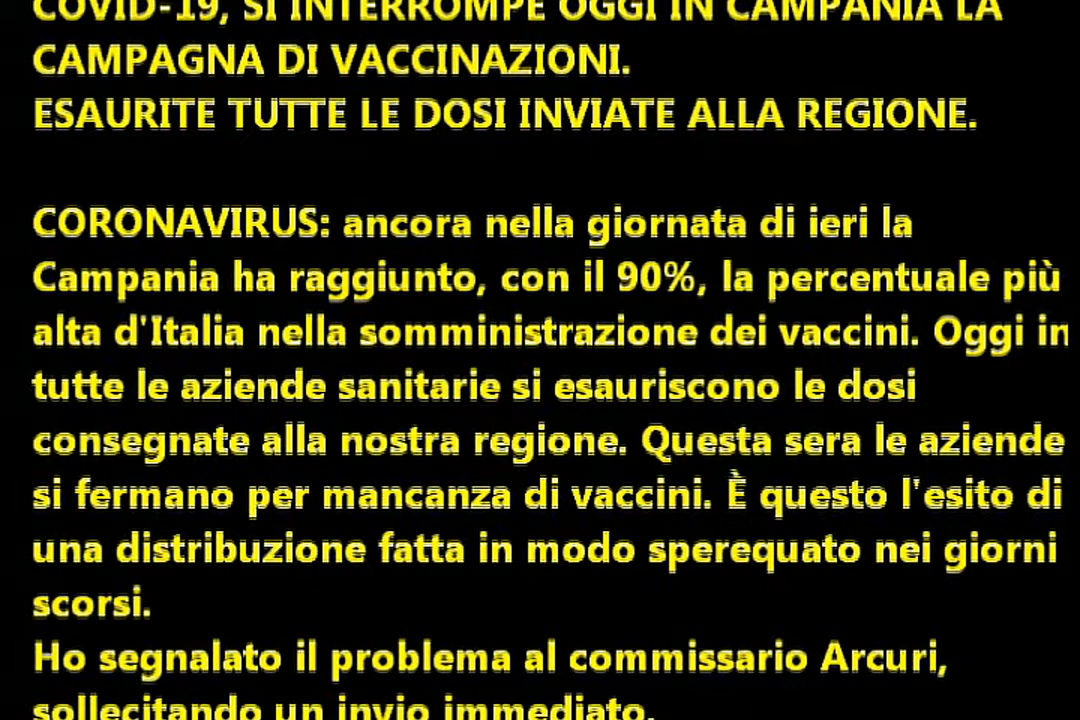 COVID-19, SI INTERROMPE OGGI IN CAMPANIA LA
CAMPAGNA DI VACCINAZIONI.
ESAURITE TUTTE LE DOSI INVIATE ALLA REGIONE.
CORONAVIRUS: ancora nella giornata di ieri la
Campania ha raggiunto, con il 90%, la percentuale più
alta d'Italia nella somministrazione dei vaccini. Oggi in
tutte le aziende sanitarie si esauriscono le dosi
consegnate alla nostra regione. Questa sera le aziende
si fermano per mancanza di vaccini. È questo l'esito di
una distribuzione fatta in modo sperequato nei giorni
scorsi.
Ho segnalato il problema al commissario Arcuri,
sollecitando un invio immediato.